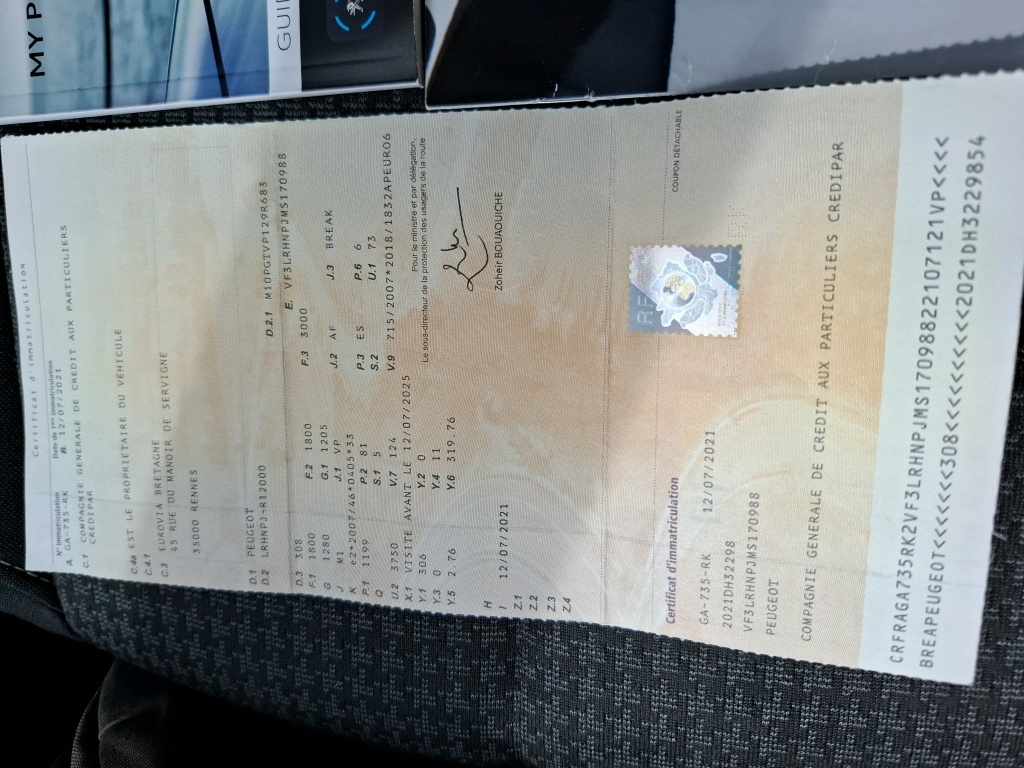 MY P
GUI
Certificat d'immatriculation
N° Immatriculation Date de 1ère immatriculation
A. GA-735-RK B. 12/07/2021
C.1 COMPAGNIE GENERALE DE CREDIT AUX PARTICULIERS
CREDIPAR
C.4a EST LE PROPRIÉTAIRE DU VÉHICULE
C.4.1
C.3 EUROVIA BRETAGNE
45 RUE DU MANOIR DE SERVIGNE
35000 RENNES
D.1 PEUGEOT
D.2 LRHNPJ-R1J2000 D.2.1 M10PGTVP129R683
D.3 308 E. VF3LRHNPJMS170988
F.1 1800 F.2 1800 F.3 3000
G 1280 G.1 1205
J M1 J.1 VP J.2 AF J.3 BREAK
K e2*2007/46*0405*33
P.1 1199 P.2 81 P.3 ES P.6 6
Q S.1 5 S.2 U.1 73
U.2 3750 V.7 124 V.9 715/2007*2018/1832APEURO6
X.1 VISITE AVANT LE 12/07/2025
Y.1 306 Y.2 0
Y.3 0 Y.4 11
Y.5 2.76 Y.6 319.76
Pour le ministre et par délégation,
Le sous-directeur de la protection des usagers de la route
Zoheir BOUAOUICHE
H
I 12/07/2021
Z.1
Z.2
Z.3
Z.4
RF
COUPON DÉTACHABLE
Certificat d'immatriculation
GA-735-RK 12/07/2021
2021DH32298
VF3LRHNPJMS170988
PEUGEOT
COMPAGNIE GENERALE DE CREDIT AUX PARTICULIERS CREDIPAR
CRFRAGA735RK2VF3LRHNPJMS17098822107121VP<<<<
BREAPEUGEOT<<<<<<308<<<<<<<<<<<<2021DH3229854